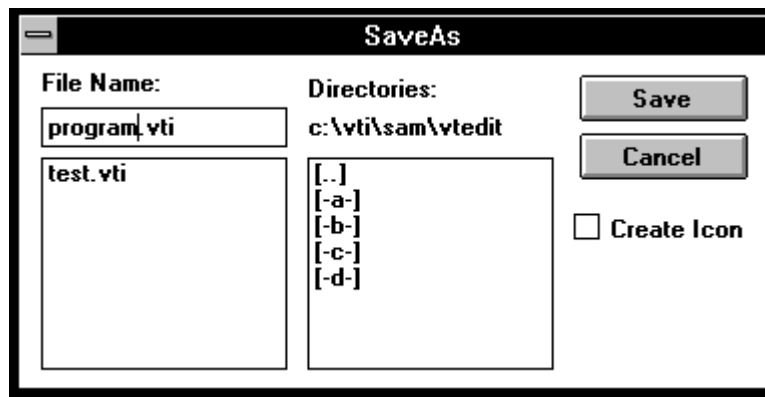 SaveAs
File Name:
program.vti
test.vti
Directories:
c:\vti\sam\vtedit
[..]
[-a-]
[-b-]
[-c-]
[-d-]
Save
Cancel
Create Icon